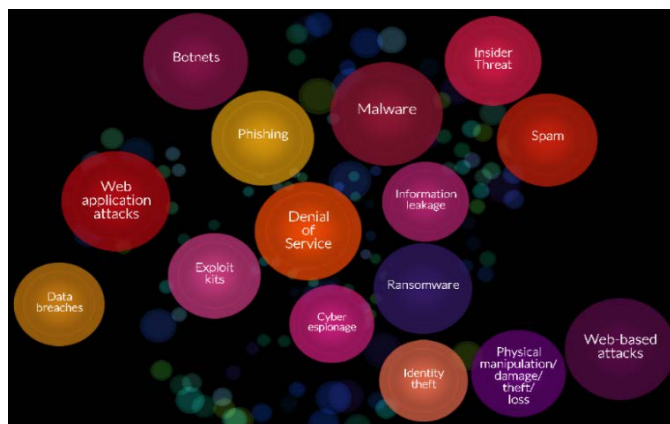 Botnets
Insider
Threat
Malware
Phishing
Spam
Web
application
attacks
Information
leakage
Denial
of
Service
Exploit
kits
Ransomware
Data
breaches
Cyber
espionage
Web-based
attacks
Identity
theft
Physical
manipulation/
damage/
theft/
loss